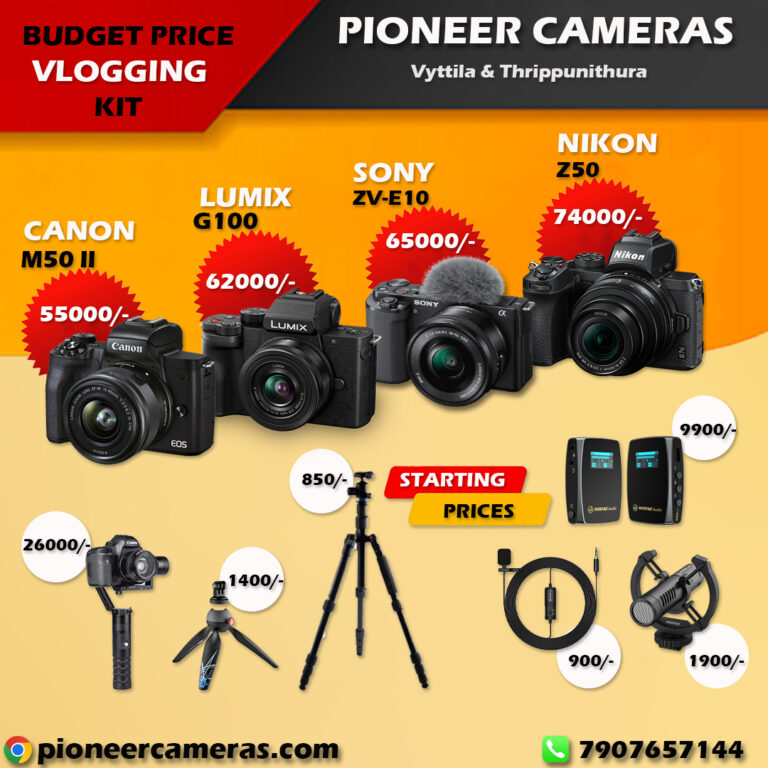 BUDGET PRICE
VLOGGING
KIT
PIONEER CAMERAS
Vyttila & Thrippunithura
NIKON
Z50
74000/-
SONY
ZV-E10
65000/-
LUMIX
G100
62000/-
CANON
M50 II
55000/-
Canon
EOS
LUMIX
SONY
α
Nikon
Z
50
850/-
STARTING
PRICES
9900/-
26000/-
1400/-
900/-
1900/-
pioneercameras.com
7907657144